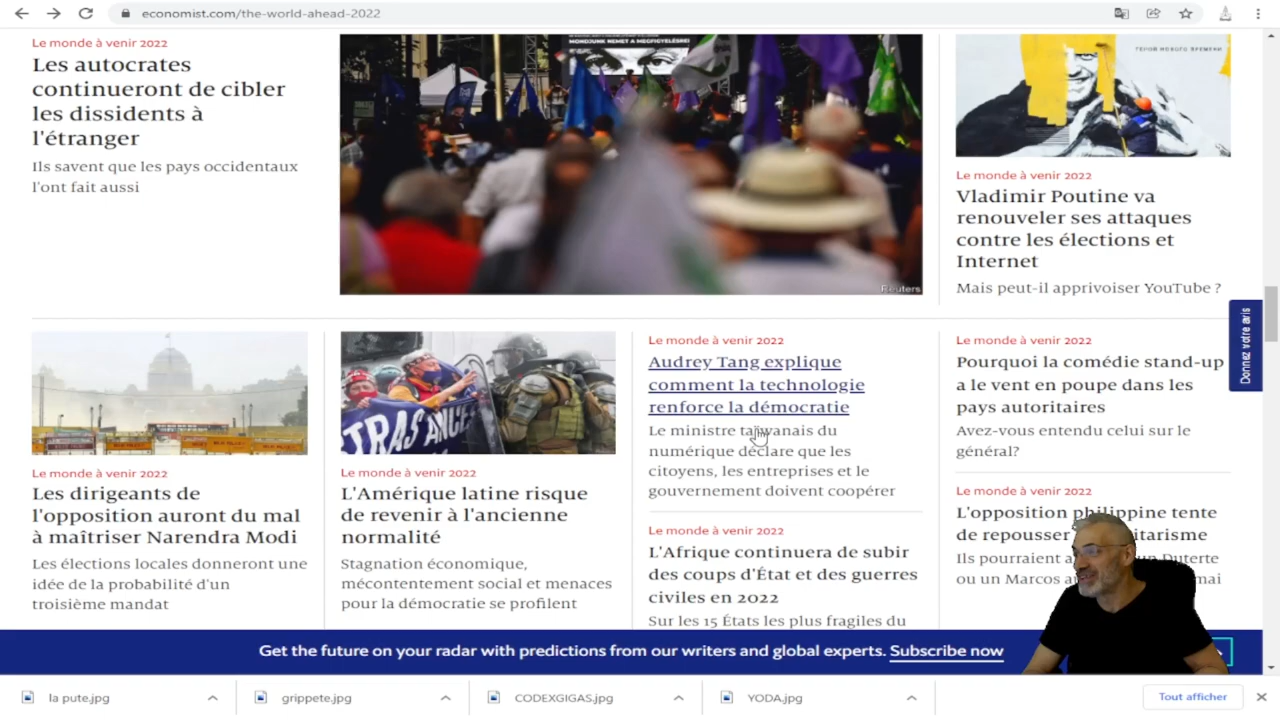 economist.com/the-world-ahead-2022
Le monde à venir 2022
Les autocrates
continueront de cibler
les dissidents à
l'étranger
Ils savent que les pays occidentaux
l'ont fait aussi
MONDJUNK NEMET A MEGFIGYELÉSRE!
Reuters
ГЕРОЙ НОВОГО ВРЕМЕНИ
Le monde à venir 2022
Vladimir Poutine va
renouveler ses attaques
contre les élections et
Internet
Mais peut-il apprivoiser YouTube ?
Donnez votre avis
Le monde à venir 2022
Les dirigeants de
l'opposition auront du mal
à maîtriser Narendra Modi
Les élections locales donneront une
idée de la probabilité d'un
troisième mandat
TRAS ANCE
Le monde à venir 2022
L'Amérique latine risque
de revenir à l'ancienne
normalité
Stagnation économique,
mécontentement social et menaces
pour la démocratie se profilent
Le monde à venir 2022
Audrey Tang explique
comment la technologie
renforce la démocratie
Le ministre taïwanais du
numérique déclare que les
citoyens, les entreprises et le
gouvernement doivent coopérer
Le monde à venir 2022
L'Afrique continuera de subir
des coups d'État et des guerres
civiles en 2022
Sur les 15 États les plus fragiles du
Le monde à venir 2022
Pourquoi la comédie stand-up
a le vent en poupe dans les
pays autoritaires
Avez-vous entendu celui sur le
général?
Le monde à venir 2022
L'opposition philippine tente
de repousser
Ils pourraient Duterte
ou un Marcos mai
Get the future on your radar with predictions from our writers and global experts. Subscribe now
la pute.jpg
grippete.jpg
CODEXGIGAS.jpg
YODA.jpg
Tout afficher